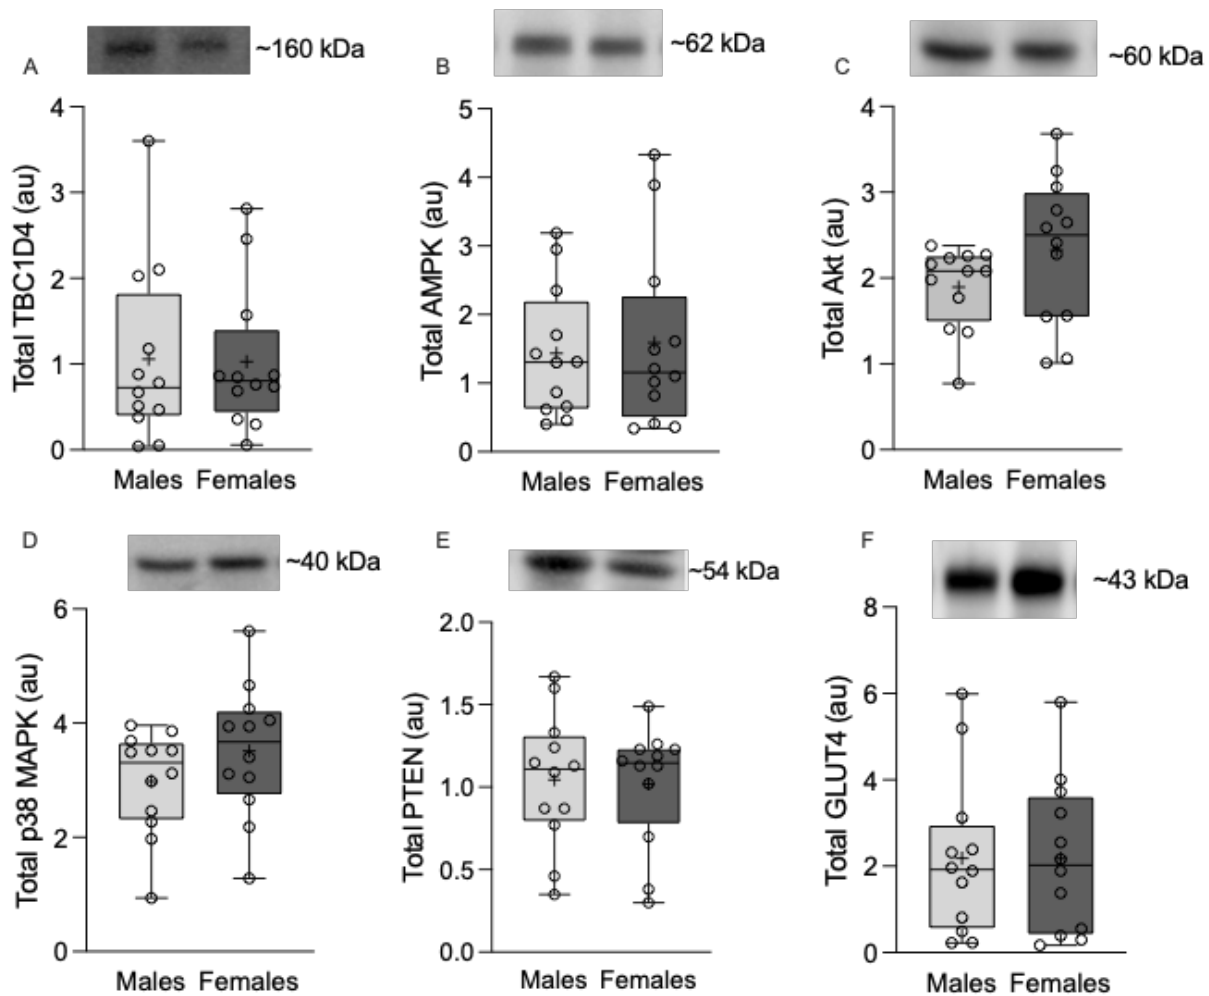 A
~160 kDa
Total TBC1D4 (au)
4
3
2
1
0
Males Females
B
~62 kDa
Total AMPK (au)
5
4
3
2
1
0
Males Females
C
~60 kDa
Total Akt (au)
4
3
2
1
0
Males Females
D
~40 kDa
Total p38 MAPK (au)
6
4
2
0
Males Females
E
~54 kDa
Total PTEN (au)
2.0
1.5
1.0
0.5
0.0
Males Females
F
~43 kDa
Total GLUT4 (au)
8
6
4
2
0
Males Females